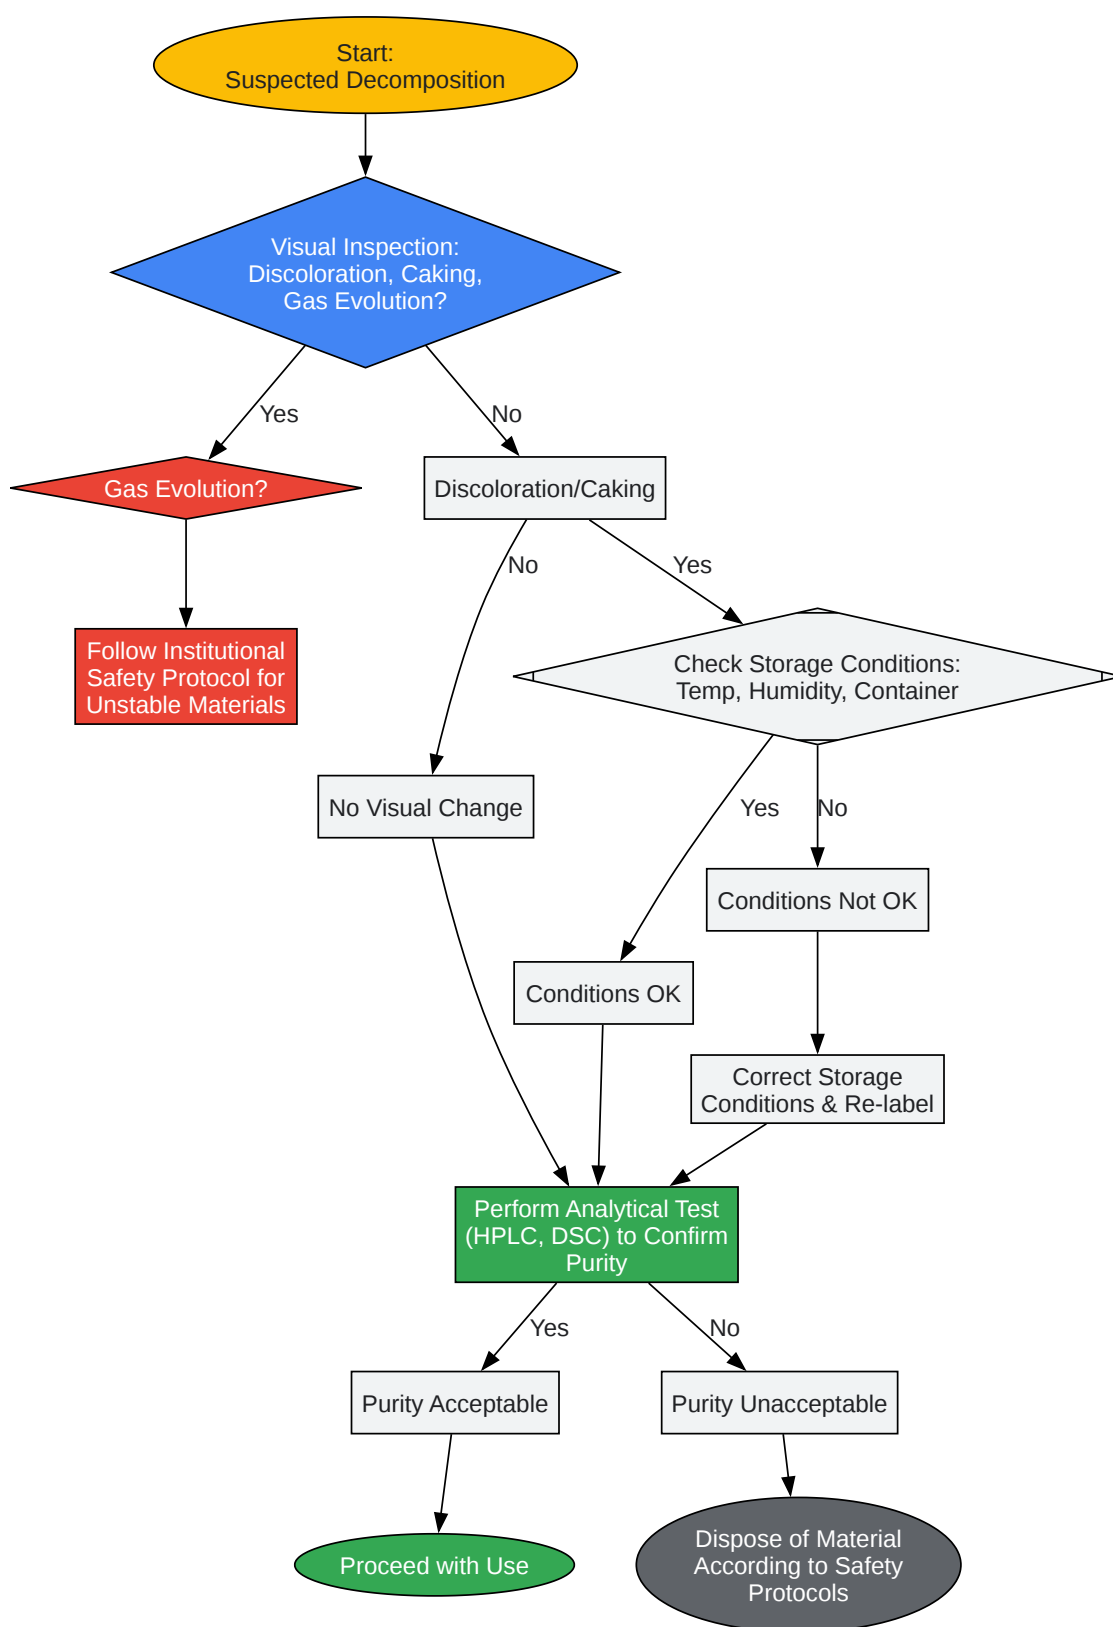 Start:
Suspected Decomposition
Visual Inspection:
Discoloration, Caking,
Gas Evolution?
Yes
No
Gas Evolution?
Discoloration/Caking
No
Yes
Follow Institutional
Safety Protocol for
Unstable Materials
Check Storage Conditions:
Temp, Humidity, Container
No Visual Change
Yes
No
Conditions Not OK
Conditions OK
Correct Storage
Conditions & Re-label
Perform Analytical Test
(HPLC, DSC) to Confirm
Purity
Yes
No
Purity Acceptable
Purity Unacceptable
Proceed with Use
Dispose of Material
According to Safety
Protocols